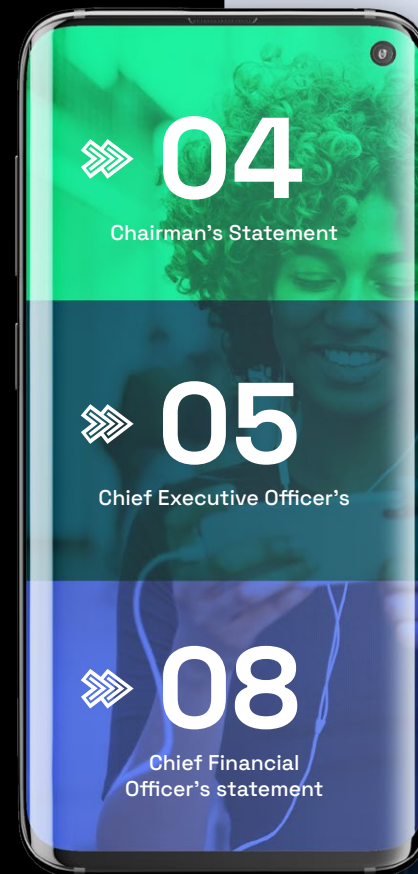 04
Chairman's Statement
05
Chief Executive Officer's
08
Chief Financial
Officer's statement